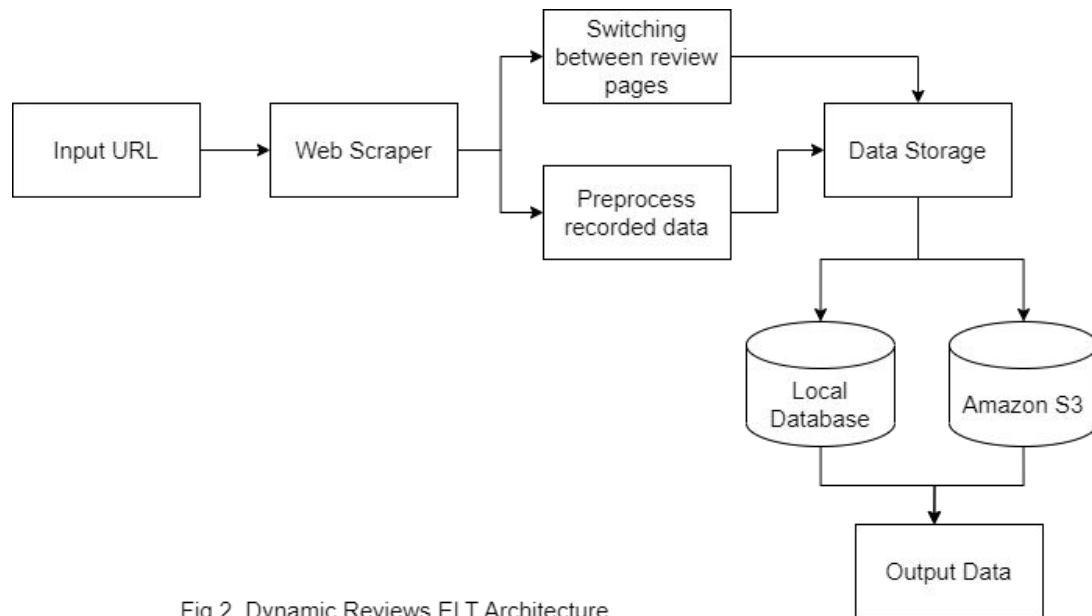 Switching
between review
pages
Input URL
Web Scraper
Data Storage
Preprocess
recorded data
Local
Database
Amazon S3
Output Data
Fig 2. Dynamic Reviews ELT Architecture